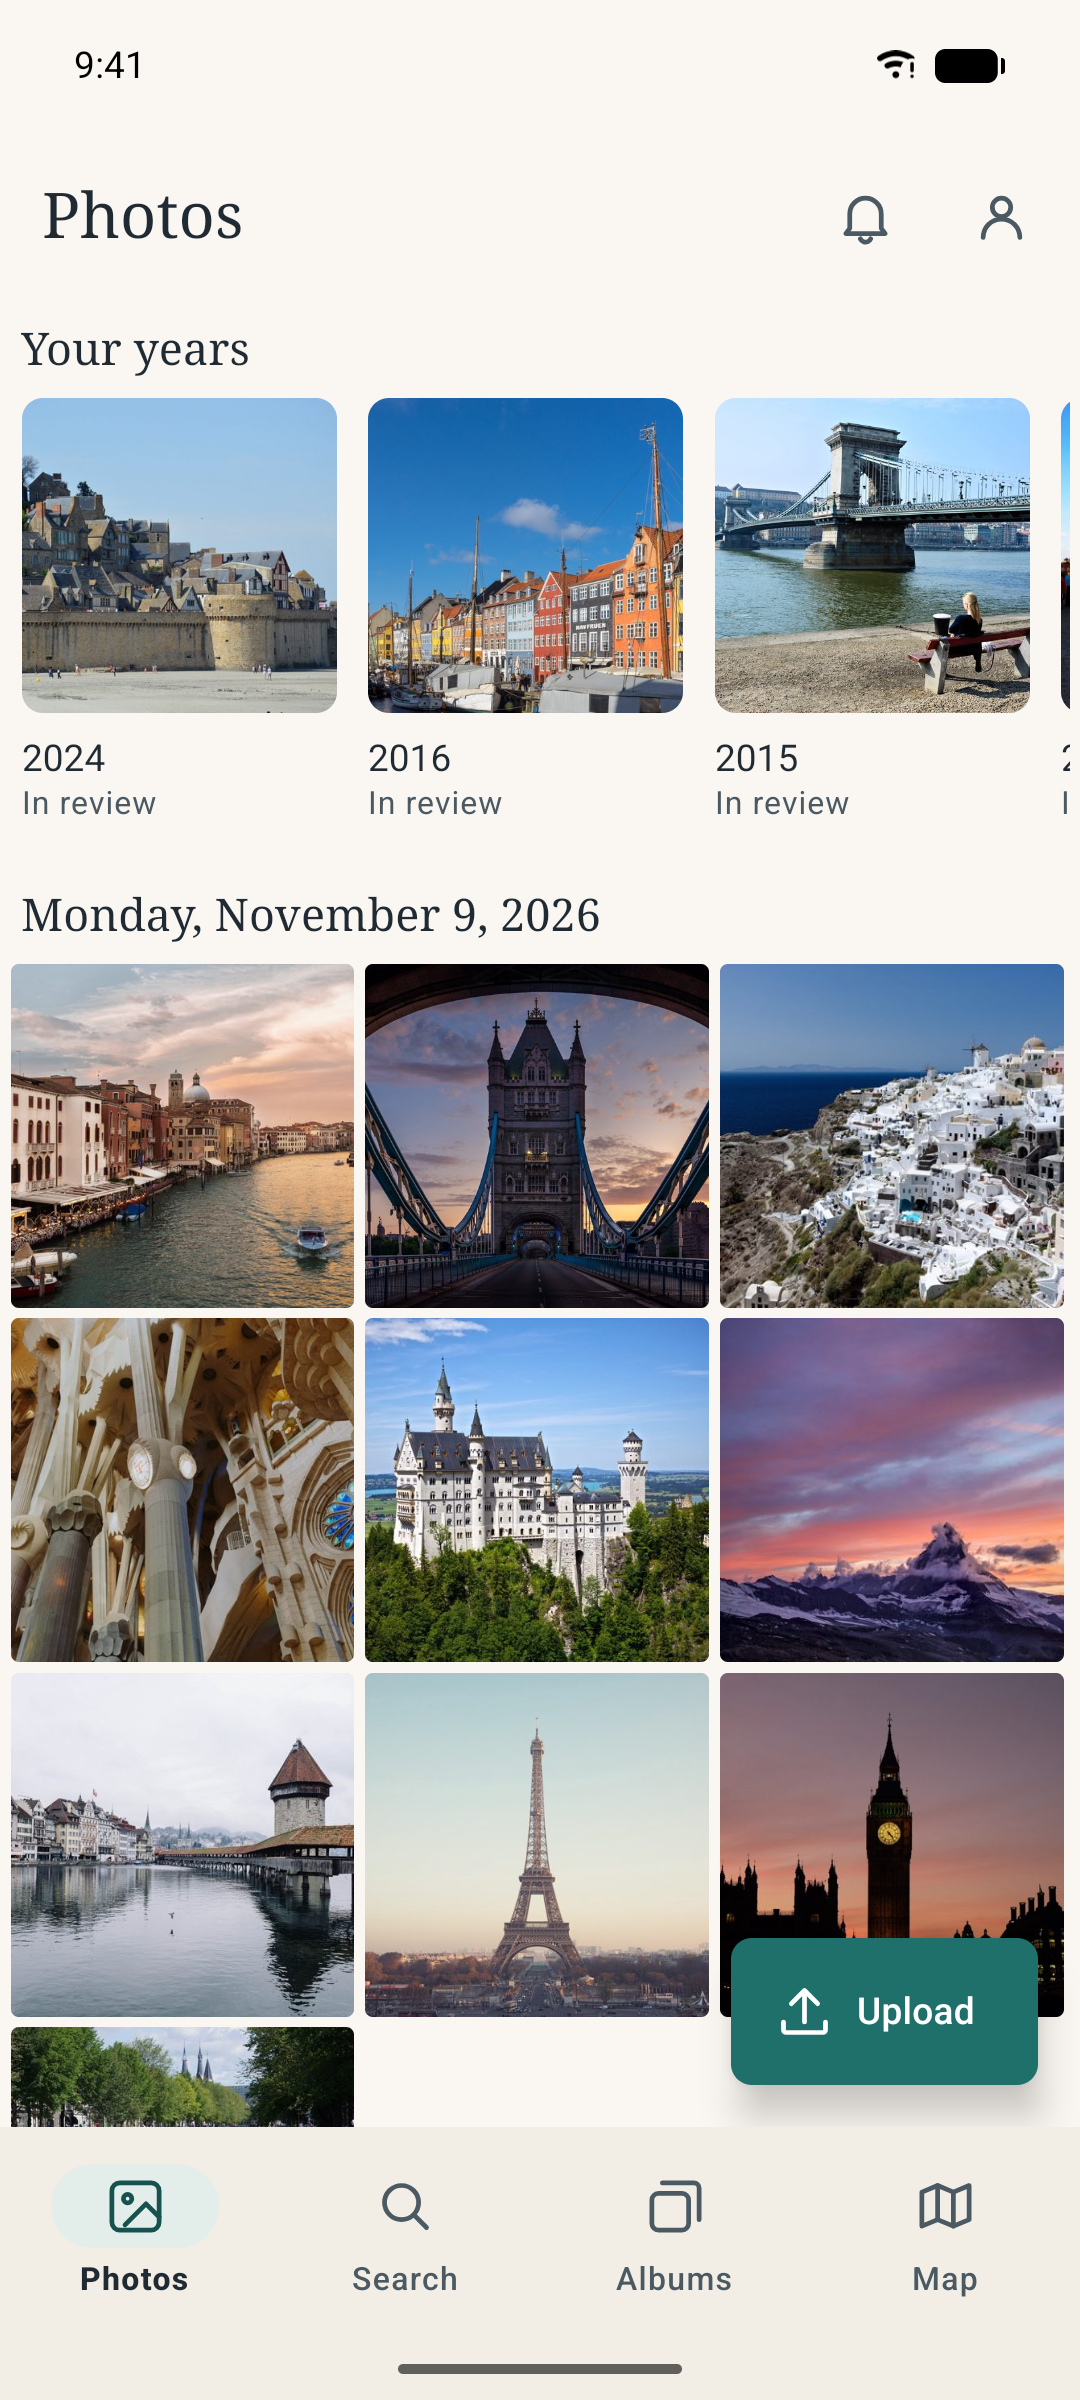 9:41
Photos
Your years
NAVFRUEN
2024
2016
2015
In review
In review
In review
Monday, November 9, 2026
Upload
Photos
Search
Albums
Map